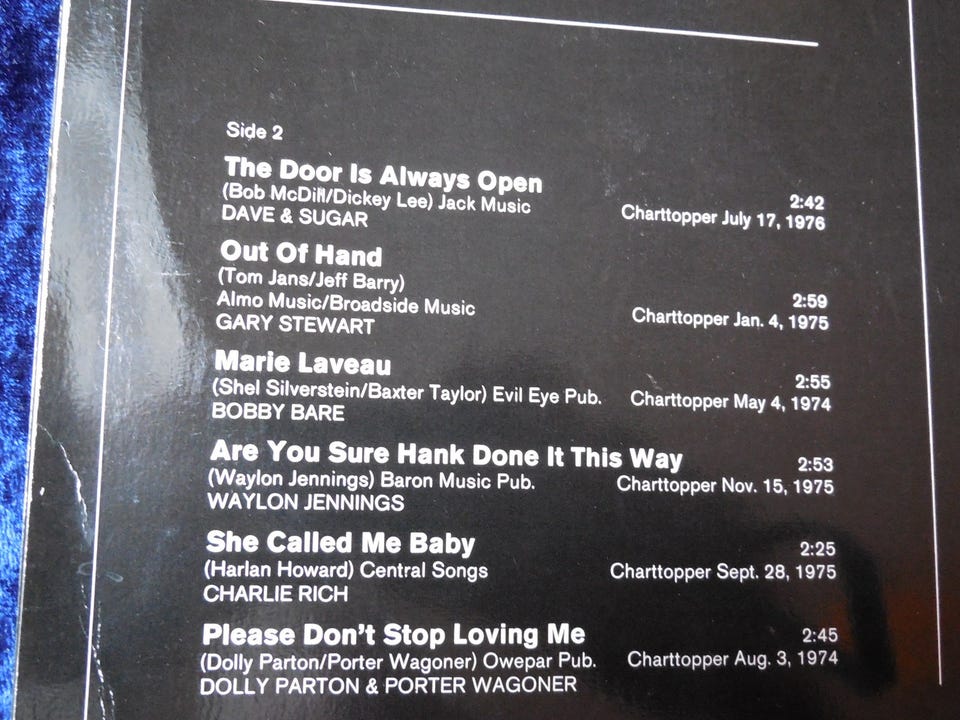 Side 2
The Door Is Always Open
(Bob McDill/Dickey Lee) Jack Music 2:42
DAVE & SUGAR Charttopper July 17, 1976
Out Of Hand
(Tom Jans/Jeff Barry)
Almo Music/Broadside Music 2:59
GARY STEWART Charttopper Jan. 4, 1975
Marie Laveau
(Shel Silverstein/Baxter Taylor) Evil Eye Pub. 2:55
BOBBY BARE Charttopper May 4, 1974
Are You Sure Hank Done It This Way 2:53
(Waylon Jennings) Baron Music Pub. Charttopper Nov. 15, 1975
WAYLON JENNINGS
She Called Me Baby 2:25
(Harlan Howard) Central Songs Charttopper Sept. 28, 1975
CHARLIE RICH
Please Don't Stop Loving Me 2:45
(Dolly Parton/Porter Wagoner) Owepar Pub. Charttopper Aug. 3, 1974
DOLLY PARTON & PORTER WAGONER